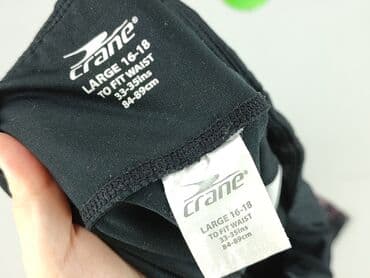 crane®
LARGE 16-18
TO FIT WAIST
33-35ins
84-89cm
crane®
LARGE 16-18
TO FIT WAIST
33-35ins
84-89cm